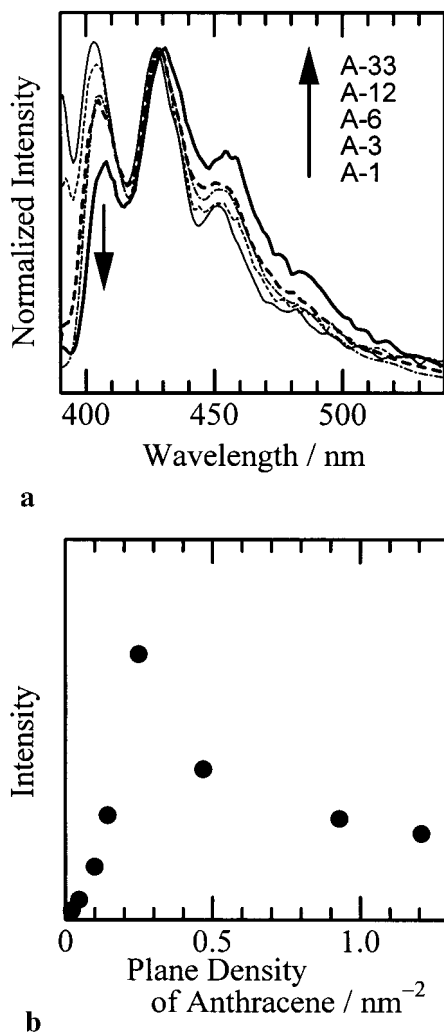 Normalized Intensity
A-33
A-12
A-6
A-3
A-1
400
450
500
Wavelength / nm
a
Intensity
0
0.5
1.0
Plane Density
of Anthracene / nm⁻²
b